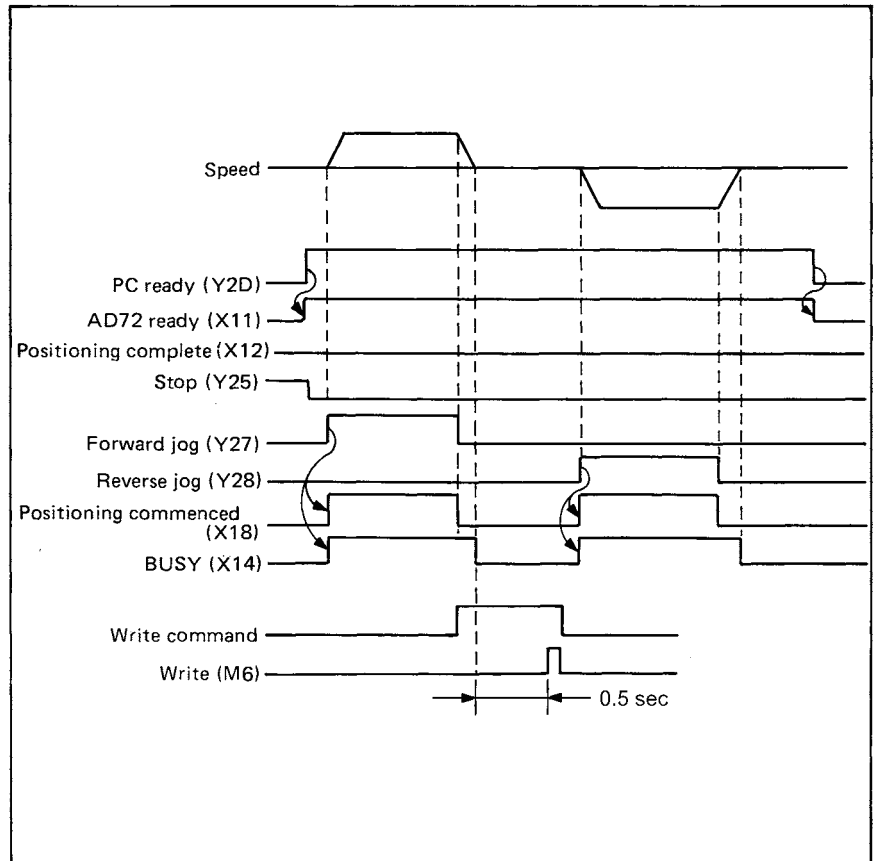 Speed
PC ready (Y2D)
AD72 ready (X11)
Positioning complete (X12)
Stop (Y25)
Forward jog (Y27)
Reverse jog (Y28)
Positioning commenced
(X18)
BUSY (X14)
Write command
Write (M6)
0.5 sec